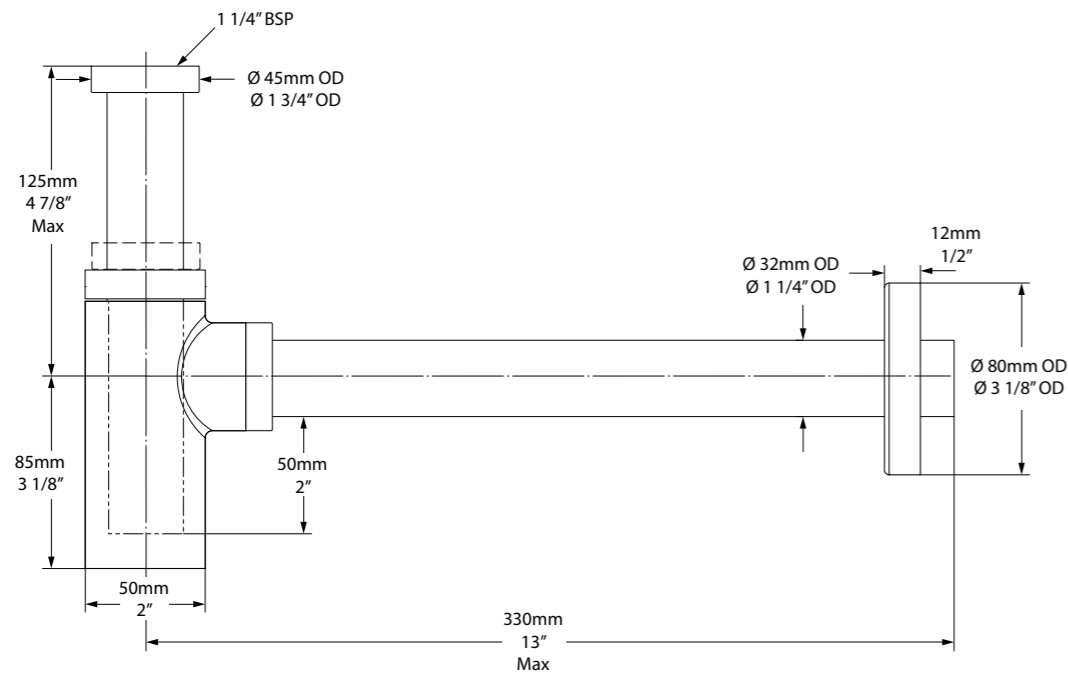 1 1/4” BSP
Ø 45mm OD
Ø 1 3/4” OD
125mm
4 7/8”
Max
12mm
1/2”
Ø 32mm OD
Ø 1 1/4” OD
Ø 80mm OD
Ø 3 1/8” OD
85mm
3 1/8”
50mm
2”
50mm
2”
330mm
13”
Max